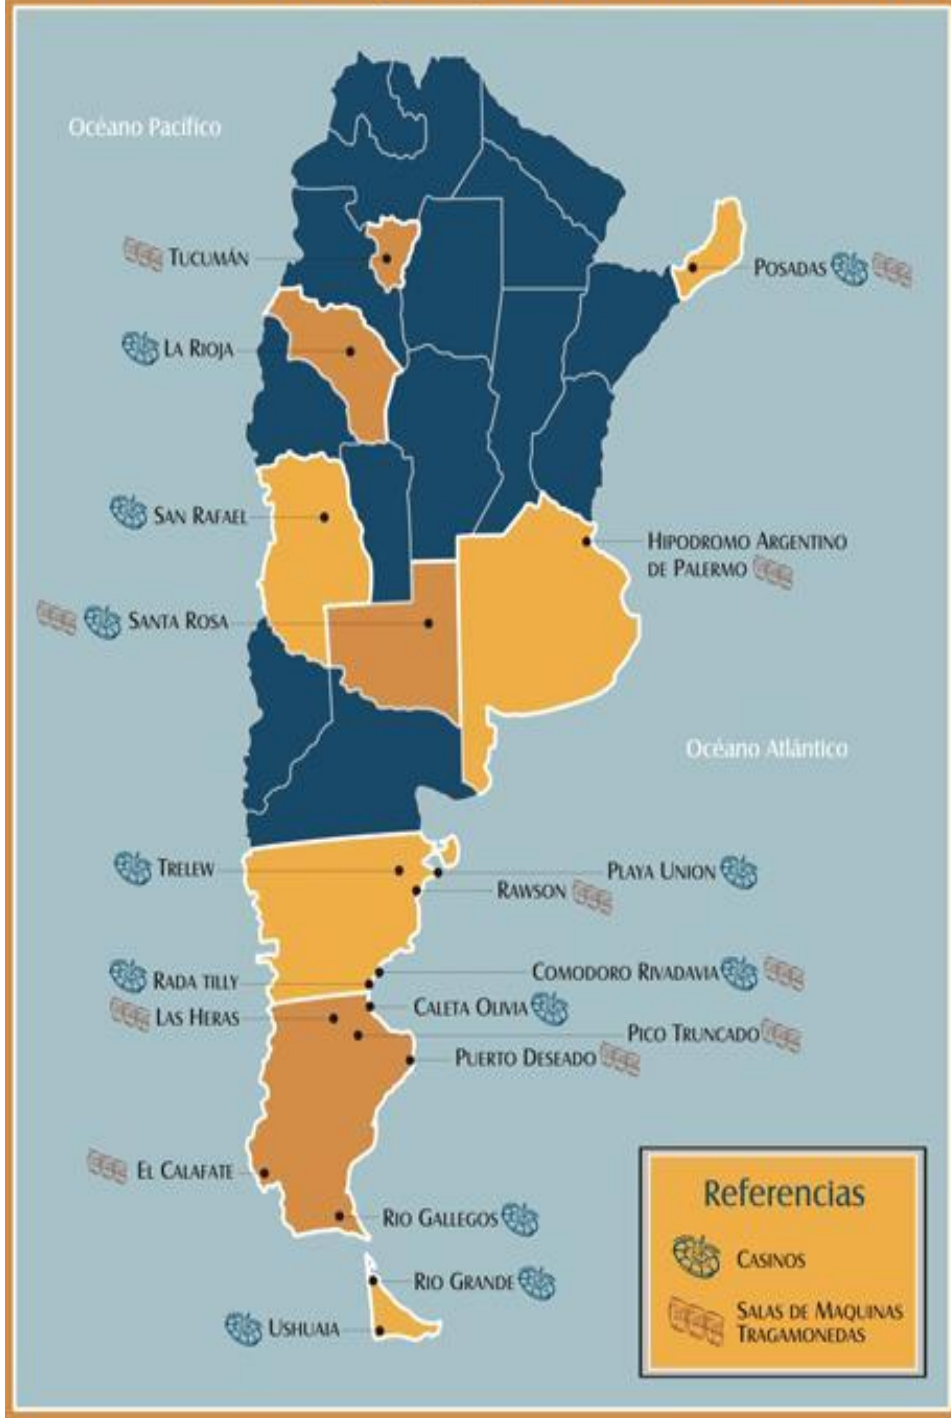 Océano Pacífico
TUCUMÁN
POSADAS
LA RIOJA
SAN RAFAEL
HIPODROMO ARGENTINO
DE PALERMO
SANTA ROSA
Océano Atlántico
TRELEW
PLAYA UNION
RAWSON
COMODORO RIVADAVIA
RADA TILLY
CALETA OLIVIA
LAS HERAS
PICO TRUNCADO
PUERTO DESEADO
EL CALAFATE
RIO GALLEGOS
RIO GRANDE
USHUAIA
Referencias
CASINOS
SALAS DE MAQUINAS
TRAGAMONEDAS